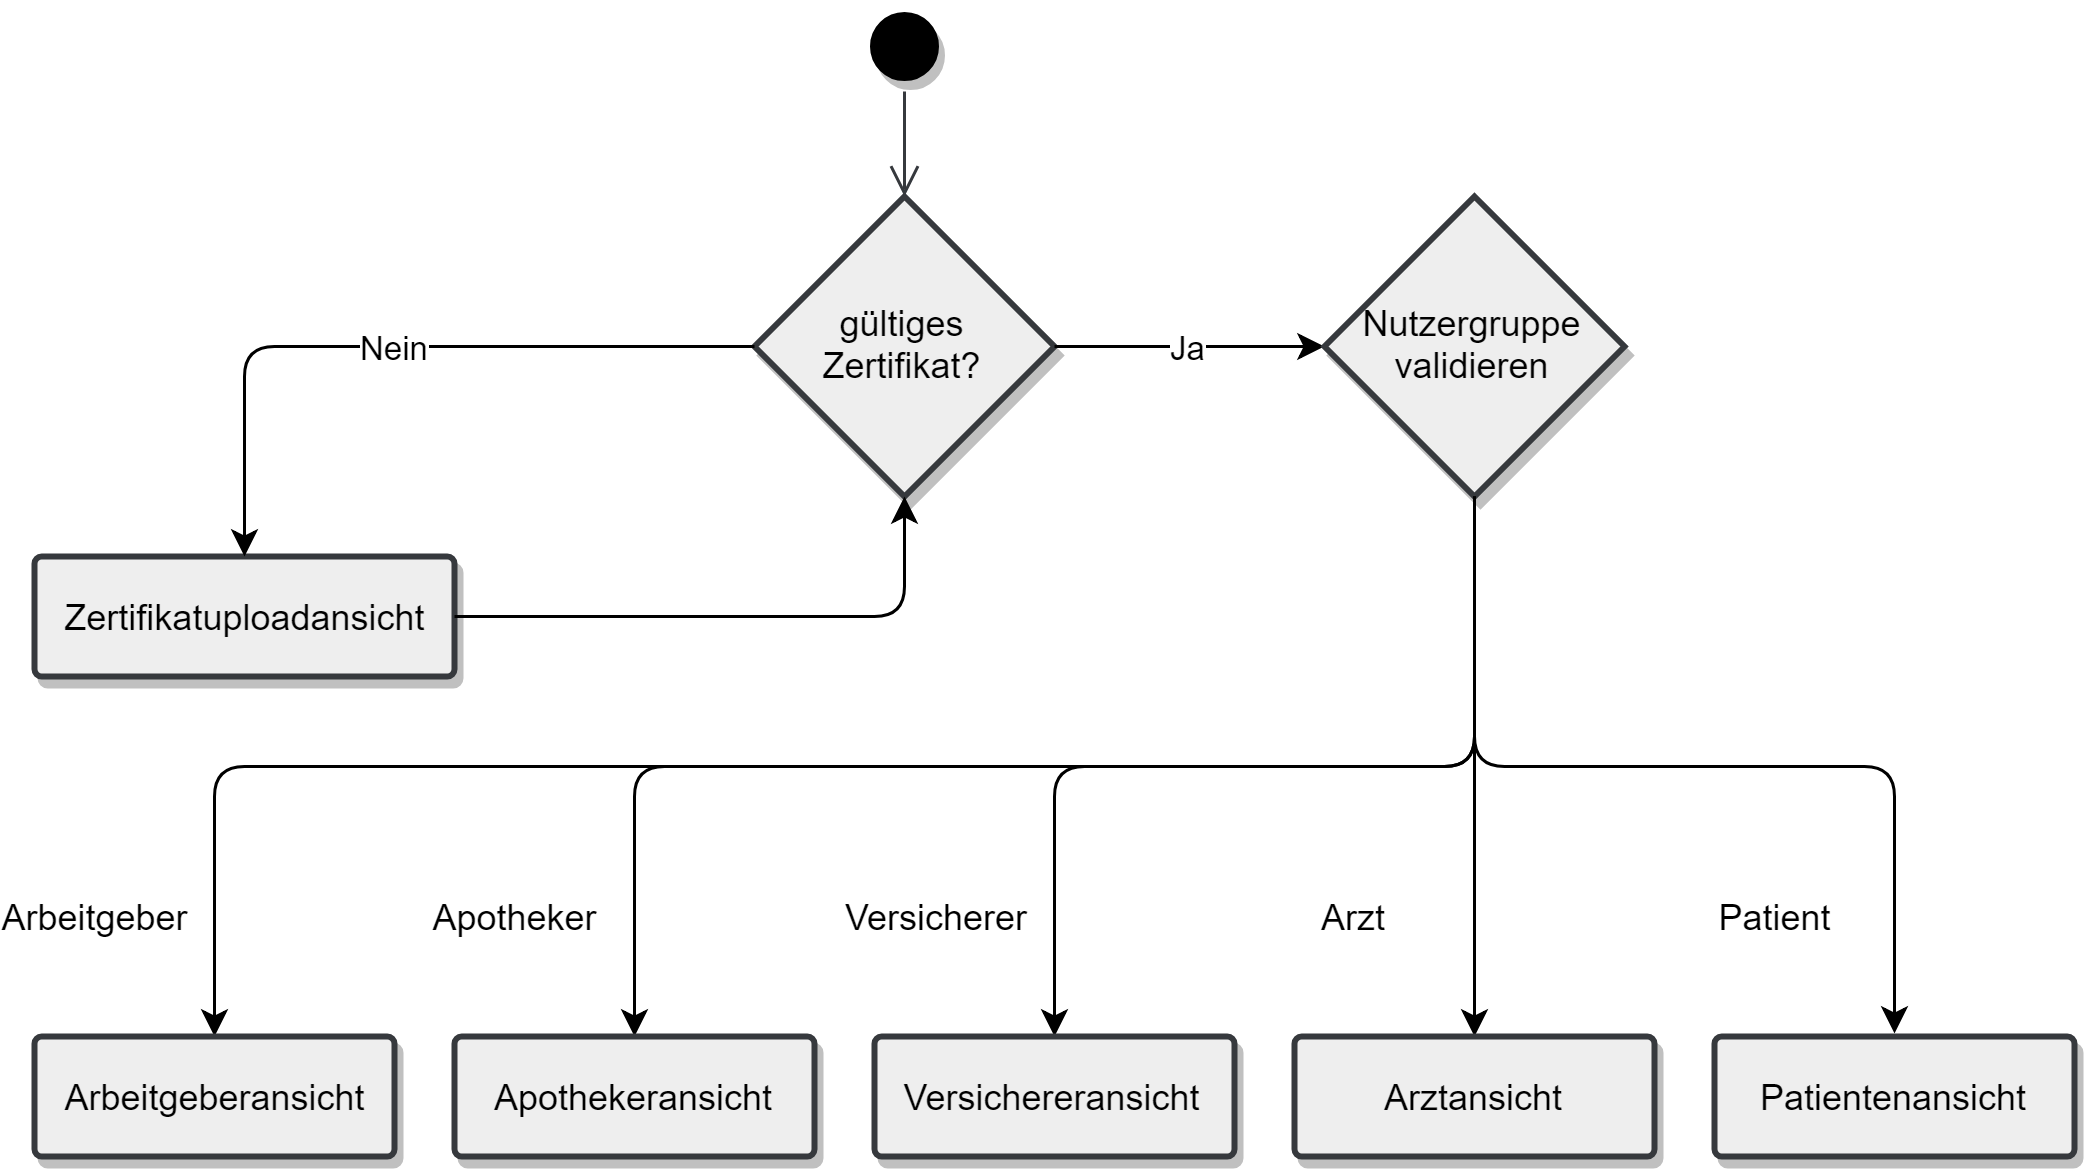 gültiges
Zertifikat?
Nein
Ja
Nutzergruppe
validieren
Zertifikatuploadansicht
Arbeitgeber
Apotheker
Versicherer
Arzt
Patient
Arbeitgeberansicht
Apothekeransicht
Versichereransicht
Arztansicht
Patientenansicht